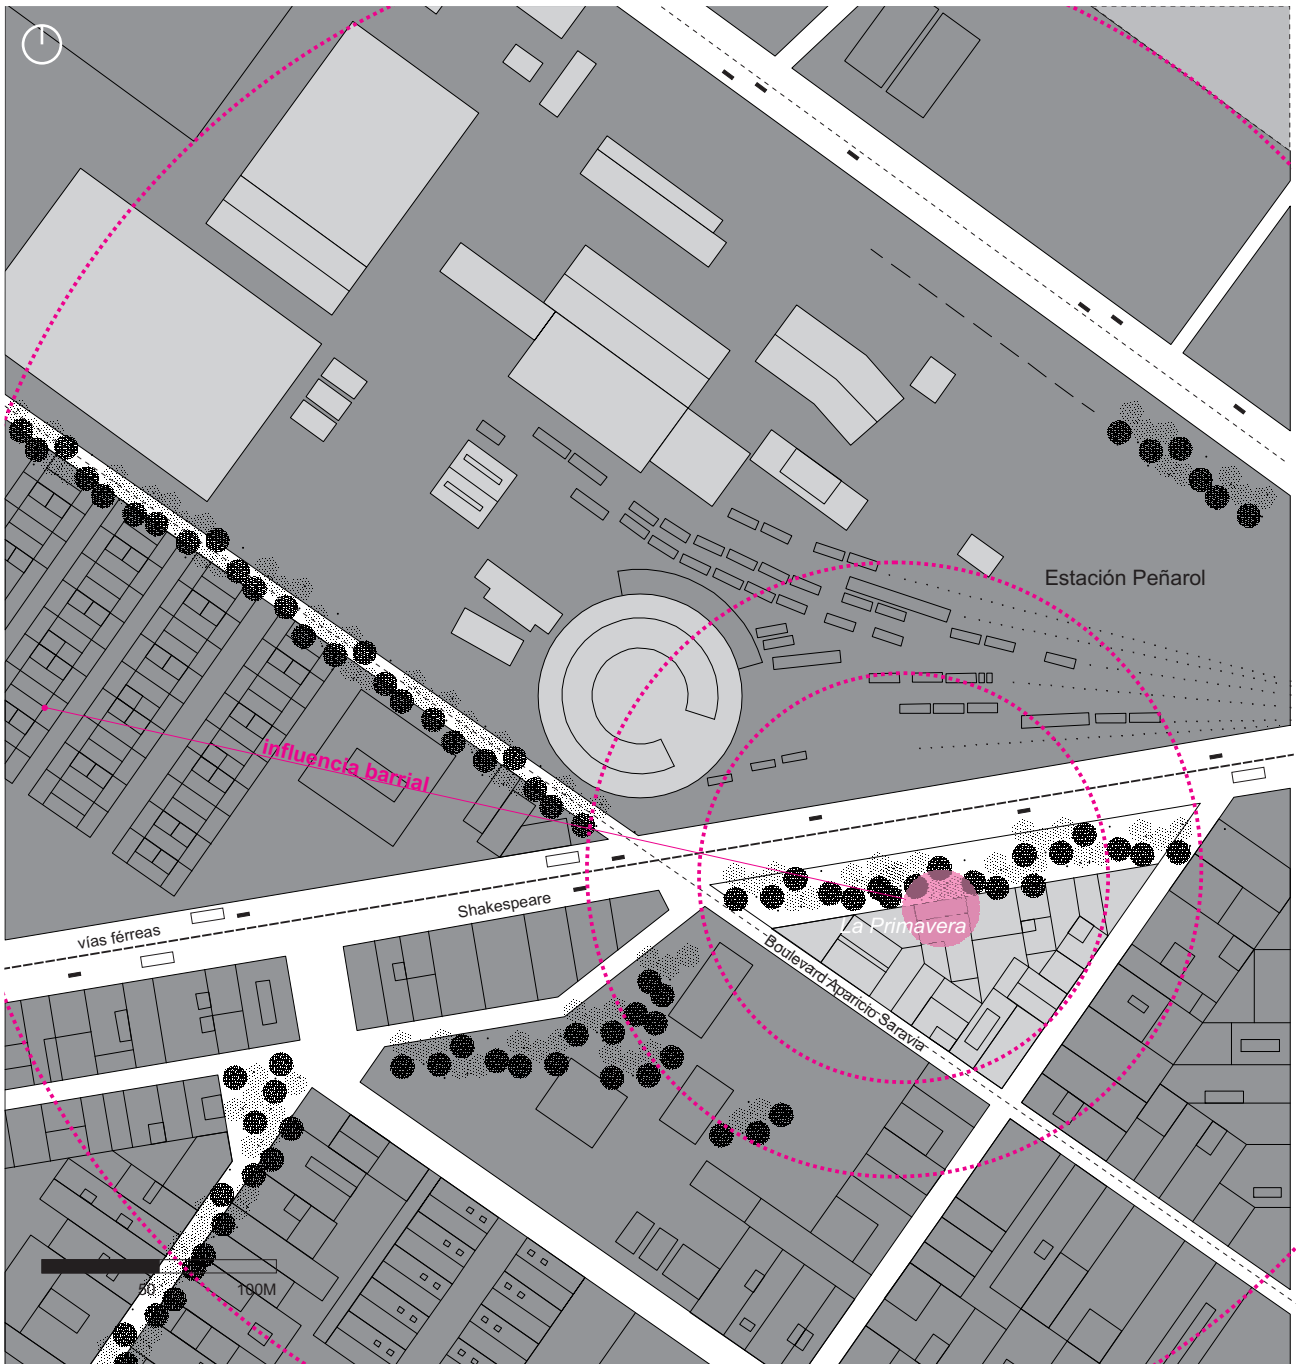 Estación Peñarol
influencia barrial
Shakespeare
vías férreas
La Primavera
Boulevard Aparicio Saravia
50
100M